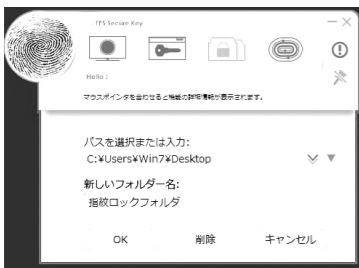 FPS Secure Key
Hello :
マウスポインタを合わせると機能の詳細情報が表示されます。
パスを選択または入力:
C:¥Users¥Win7¥Desktop
新しいフォルダー名:
指紋ロックフォルダ
OK 削除 キャンセル